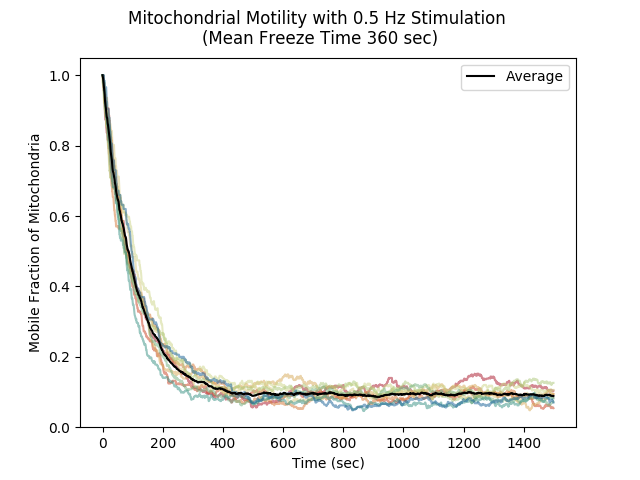 Mitochondrial Motility with 0.5 Hz Stimulation
(Mean Freeze Time 360 sec)
Average
Mobile Fraction of Mitochondria
1.0
0.8
0.6
0.4
0.2
0.0
0 200 400 600 800 1000 1200 1400
Time (sec)